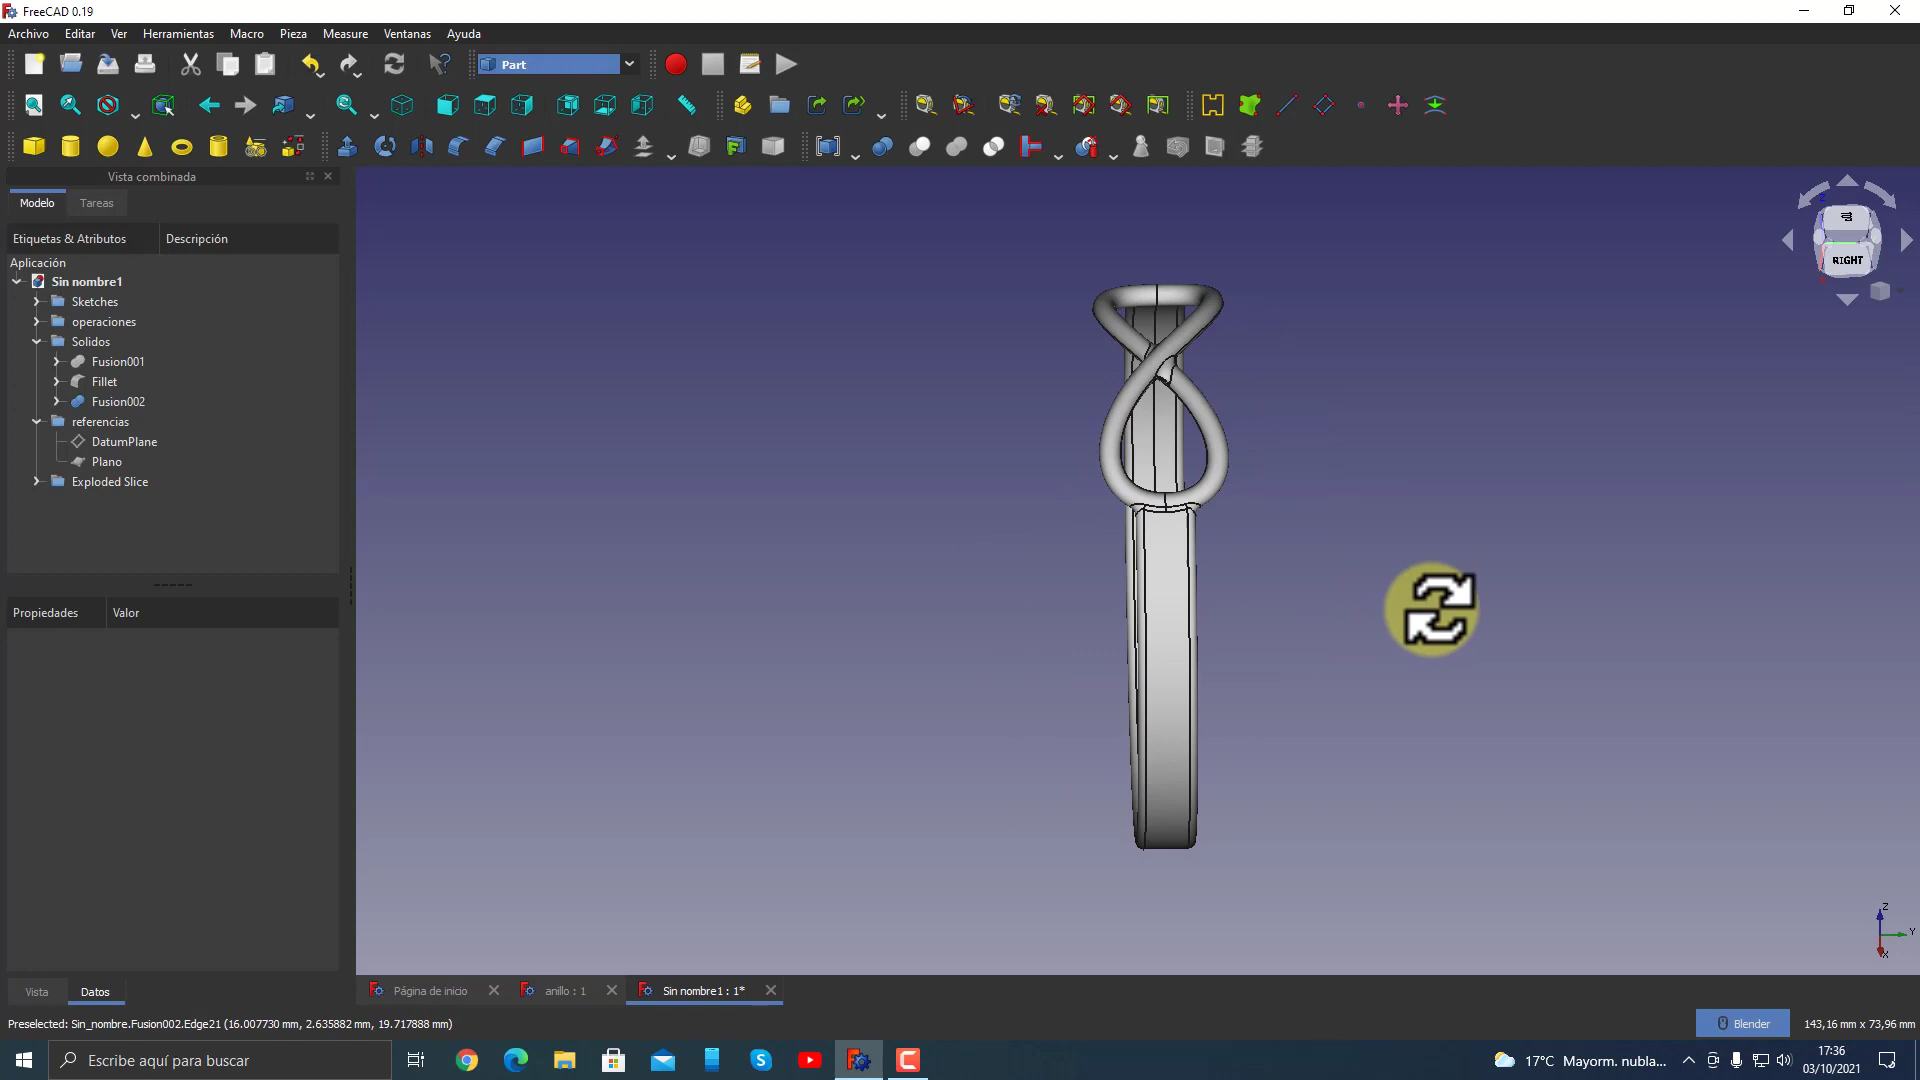 FreeCAD 0.19
Archivo Editar Ver Herramientas Macro Pieza Measure Ventanas Ayuda
Part
Vista combinada
Modelo Tareas
Etiquetas & Atributos Descripción
Aplicación
Sin nombre1
Sketches
operaciones
Solidos
Fusion001
Fillet
Fusion002
referencias
DatumPlane
Plano
Exploded Slice
Propiedades Valor
Vista Datos
RIGHT
Z
Y
X
Página de inicio anillo : 1 Sin nombre1 : 1*
Preselected: Sin_nombre.Fusion002.Edge21 (16.007730 mm, 2.635882 mm, 19.717888 mm)
Blender 143,16 mm x 73,96 mm
Escribe aquí para buscar
17°C Mayorm. nubla...
17:36
03/10/2021